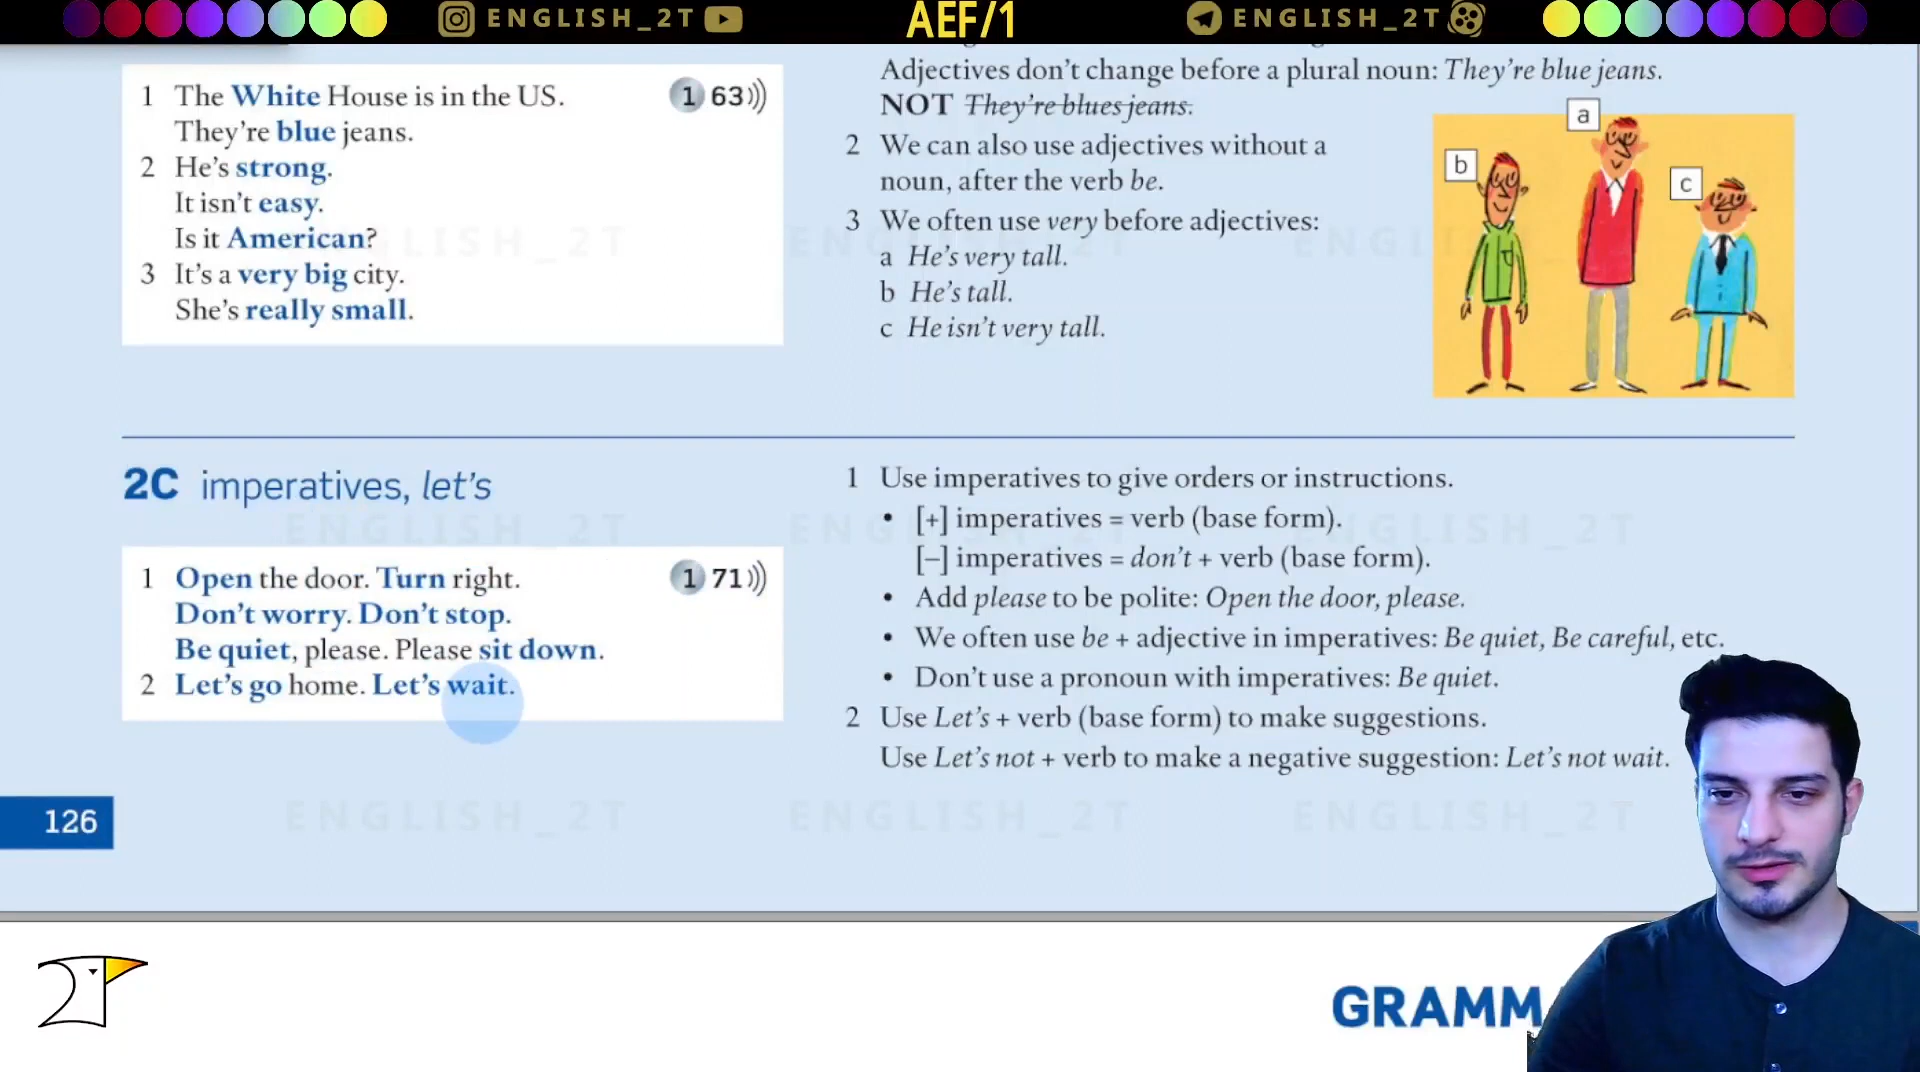 ENGLISH_2T
AEF/1
ENGLISH_2T
1 The White House is in the US.
1 63
They're blue jeans.
2 He's strong.
It isn't easy.
Is it American?
3 It's a very big city.
She's really small.
Adjectives don't change before a plural noun: They're blue jeans.
NOT They're blues jeans.
2 We can also use adjectives without a
noun, after the verb be.
3 We often use very before adjectives:
a He's very tall.
b He's tall.
c He isn't very tall.
a
b
c
2C imperatives, let's
1 Open the door. Turn right.
1 71
Don't worry. Don't stop.
Be quiet, please. Please sit down.
2 Let's go home. Let's wait.
1 Use imperatives to give orders or instructions.
• [+] imperatives = verb (base form).
[–] imperatives = don't + verb (base form).
• Add please to be polite: Open the door, please.
• We often use be + adjective in imperatives: Be quiet, Be careful, etc.
• Don't use a pronoun with imperatives: Be quiet.
2 Use Let's + verb (base form) to make suggestions.
Use Let's not + verb to make a negative suggestion: Let's not wait.
ENGLISH_2T ENGLISH_2T ENGLISH_2T
126
2T
GRAMM